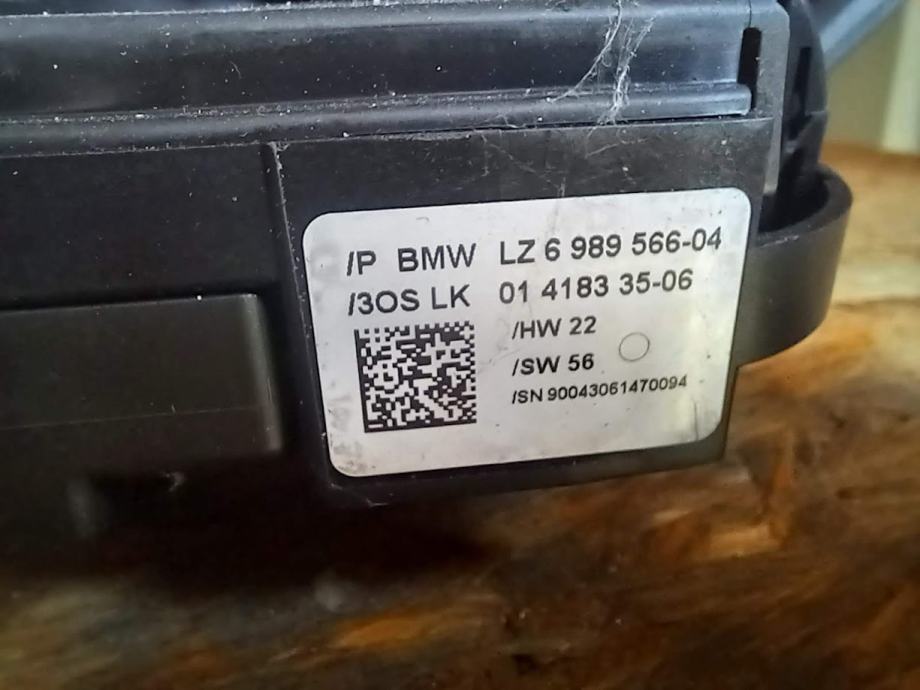 /P BMW LZ 6 989 566-04
/3OS LK 01 4183 35-06
/HW 22
/SW 56
/SN 90043061470094